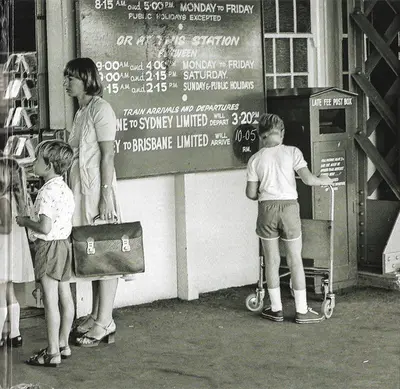 8·15 A.M. AND 5·00 P.M. MONDAY TO FRIDAY
PUBLIC HOLIDAYS EXCEPTED
OR AT THIS STATION
BETWEEN
9·00 A.M. and 4·15 P.M. MONDAY TO FRIDAY
9·00 A.M. and 2·15 P.M. SATURDAY.
9·15 A.M. and 2·15 P.M. SUNDAY & PUBLIC HOLIDAYS
TRAIN ARRIVALS AND DEPARTURES
NE TO SYDNEY LIMITED WILL DEPART 3·20 P.M.
Y TO BRISBANE LIMITED WILL ARRIVE 10·05
LATE FEE POST BOX